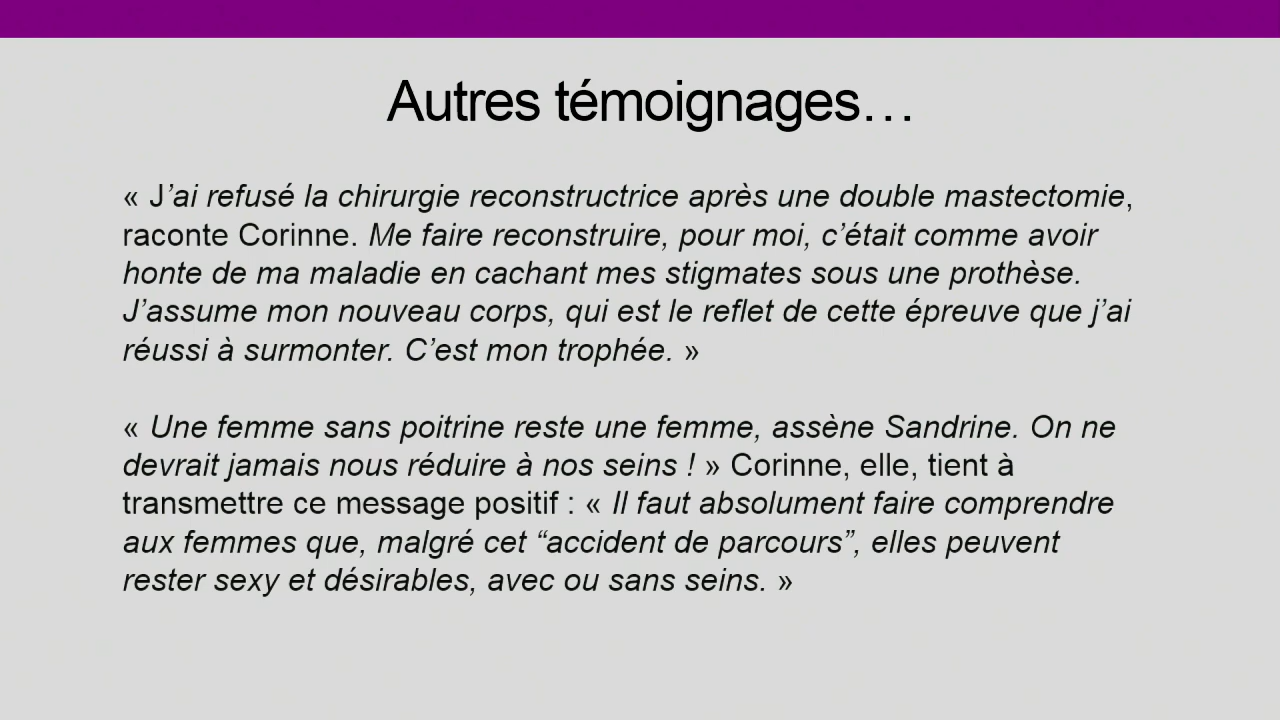 Autres témoignages…
« J’ai refusé la chirurgie reconstructrice après une double mastectomie,
raconte Corinne. Me faire reconstruire, pour moi, c’était comme avoir
honte de ma maladie en cachant mes stigmates sous une prothèse.
J’assume mon nouveau corps, qui est le reflet de cette épreuve que j’ai
réussi à surmonter. C’est mon trophée. »
« Une femme sans poitrine reste une femme, assène Sandrine. On ne
devrait jamais nous réduire à nos seins ! » Corinne, elle, tient à
transmettre ce message positif : « Il faut absolument faire comprendre
aux femmes que, malgré cet “accident de parcours”, elles peuvent
rester sexy et désirables, avec ou sans seins. »